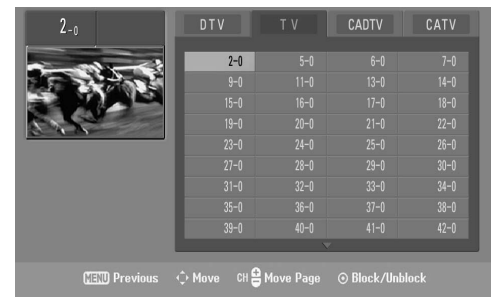 2-0
DTV TV CADTV CATV
2-0 5-0 6-0 7-0
9-0 11-0 13-0 14-0
15-0 16-0 17-0 18-0
19-0 20-0 21-0 22-0
23-0 24-0 25-0 26-0
27-0 28-0 29-0 30-0
31-0 32-0 33-0 34-0
35-0 36-0 37-0 38-0
39-0 40-0 41-0 42-0
MENU Previous Move CH Move Page Block/Unblock